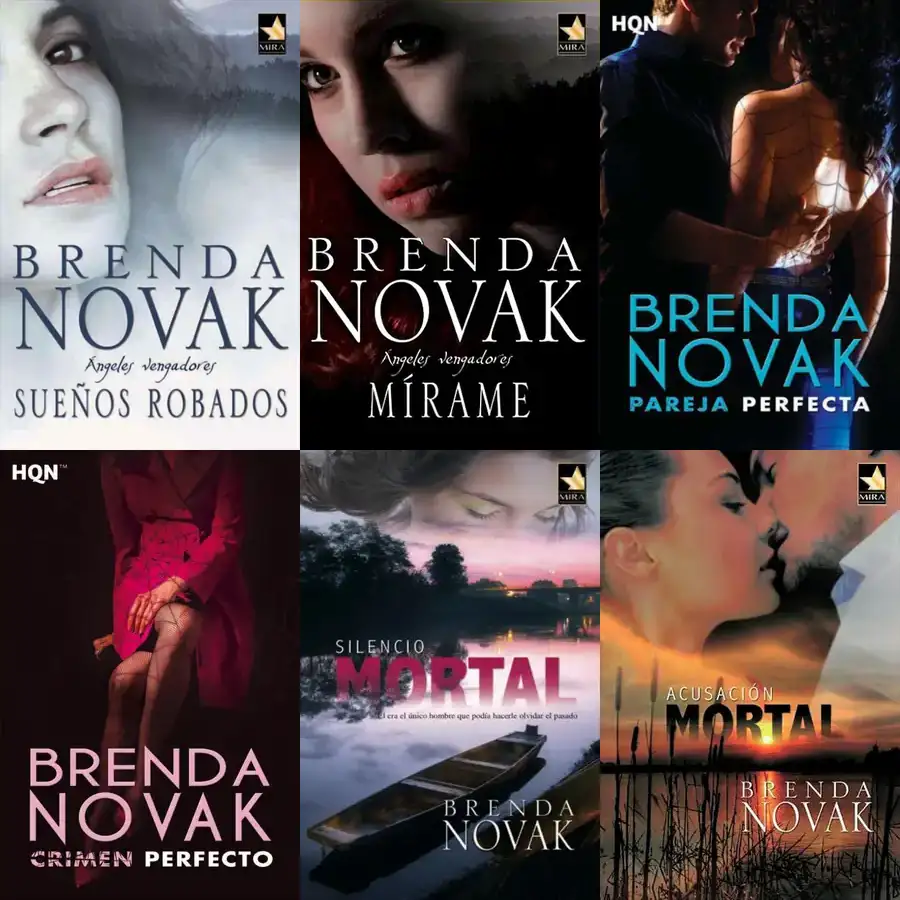 MIRA
BRENDA
NOVAK
Ángeles vengadores
SUEÑOS ROBADOS
MIRA
BRENDA
NOVAK
Ángeles vengadores
MÍRAME
HQN
BRENDA
NOVAK
PAREJA PERFECTA
HQN™
BRENDA
NOVAK
CRIMEN PERFECTO
MIRA
SILENCIO
MORTAL
él era el único hombre que podía hacerle olvidar el pasado
BRENDA
NOVAK
MIRA
ACUSACIÓN
MORTAL
BRENDA
NOVAK